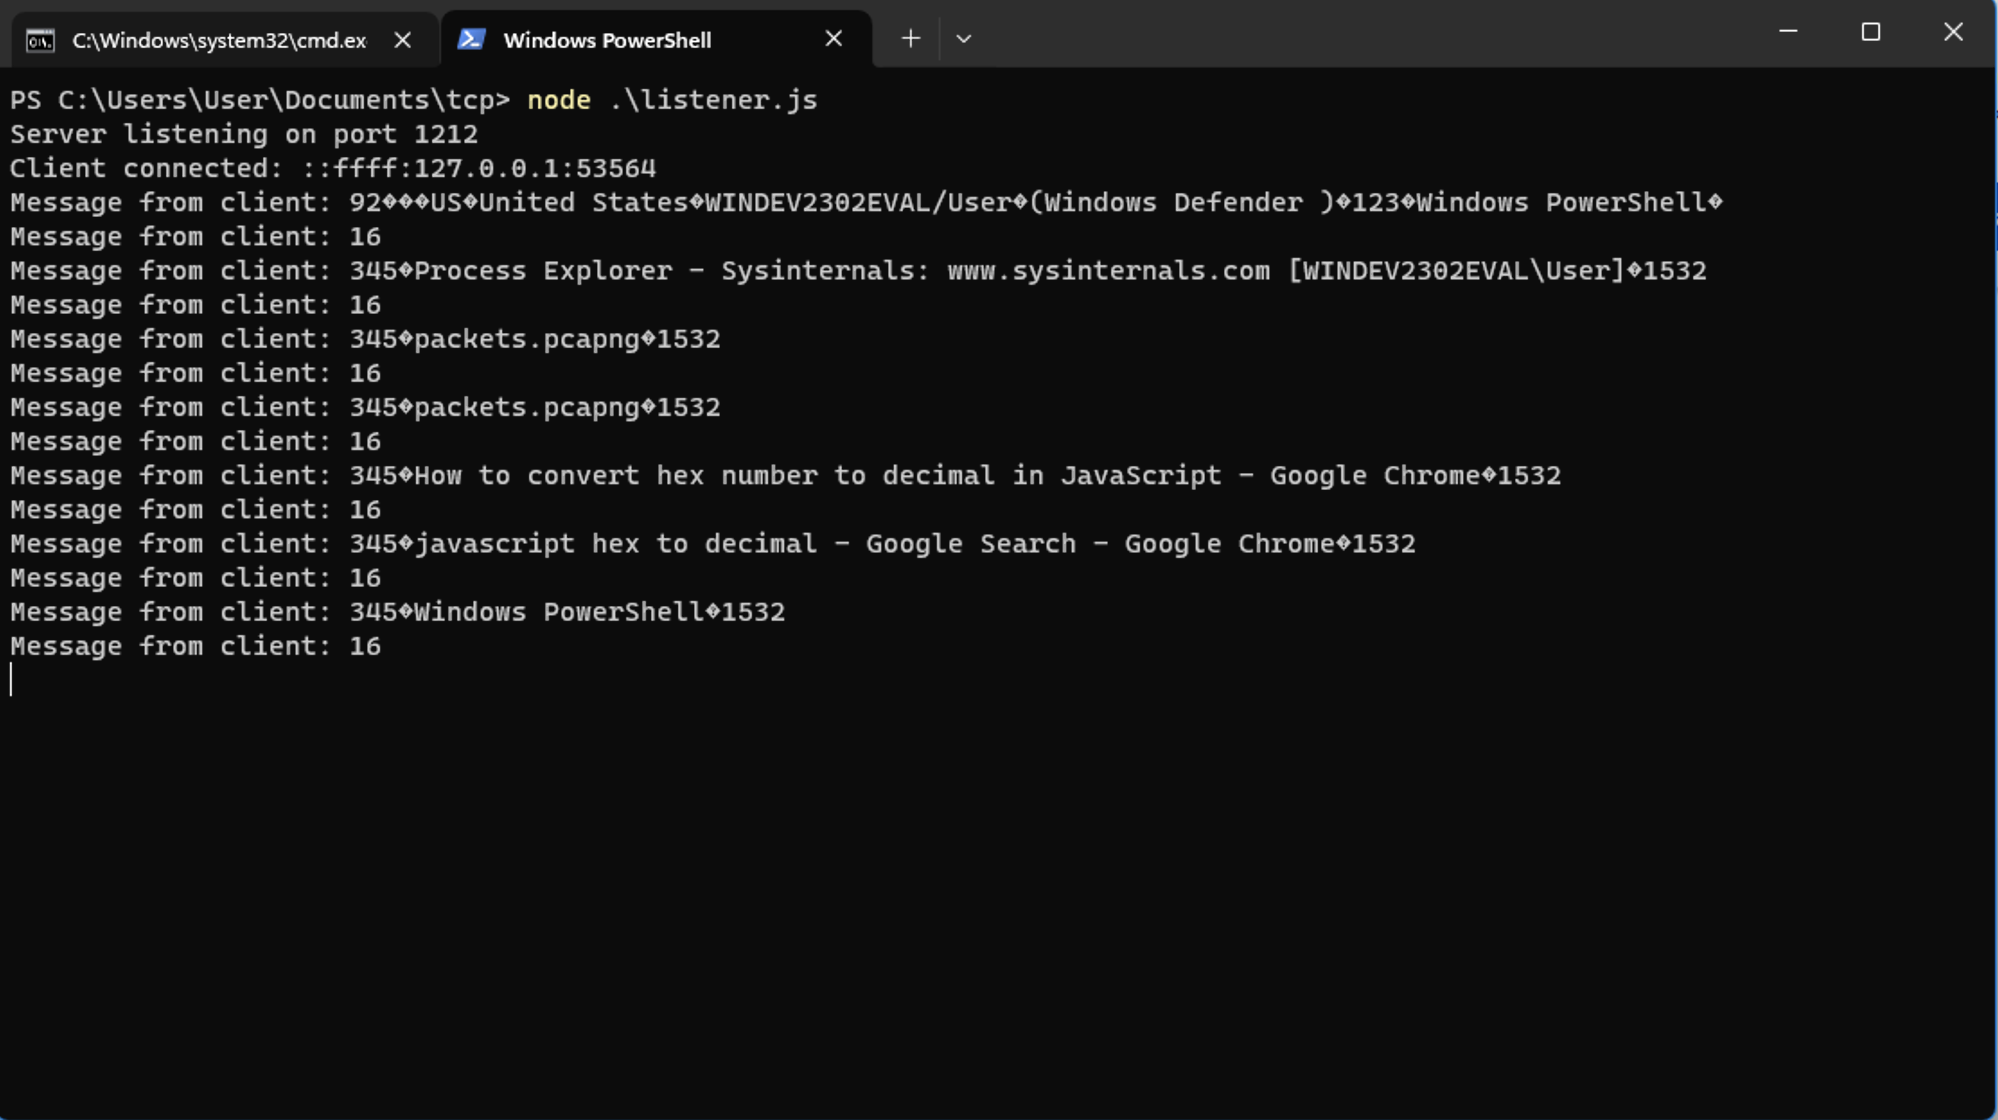 C:\Windows\system32\cmd.ex
Windows PowerShell
PS C:\Users\User\Documents\tcp> node .\listener.js
Server listening on port 1212
Client connected: ::ffff:127.0.0.1:53564
Message from client: 92���US�United States�WINDEV2302EVAL/User�(Windows Defender )�123�Windows PowerShell�
Message from client: 16
Message from client: 345�Process Explorer - Sysinternals: www.sysinternals.com [WINDEV2302EVAL\User]�1532
Message from client: 16
Message from client: 345�packets.pcapng�1532
Message from client: 16
Message from client: 345�packets.pcapng�1532
Message from client: 16
Message from client: 345�How to convert hex number to decimal in JavaScript - Google Chrome�1532
Message from client: 16
Message from client: 345�javascript hex to decimal - Google Search - Google Chrome�1532
Message from client: 16
Message from client: 345�Windows PowerShell�1532
Message from client: 16